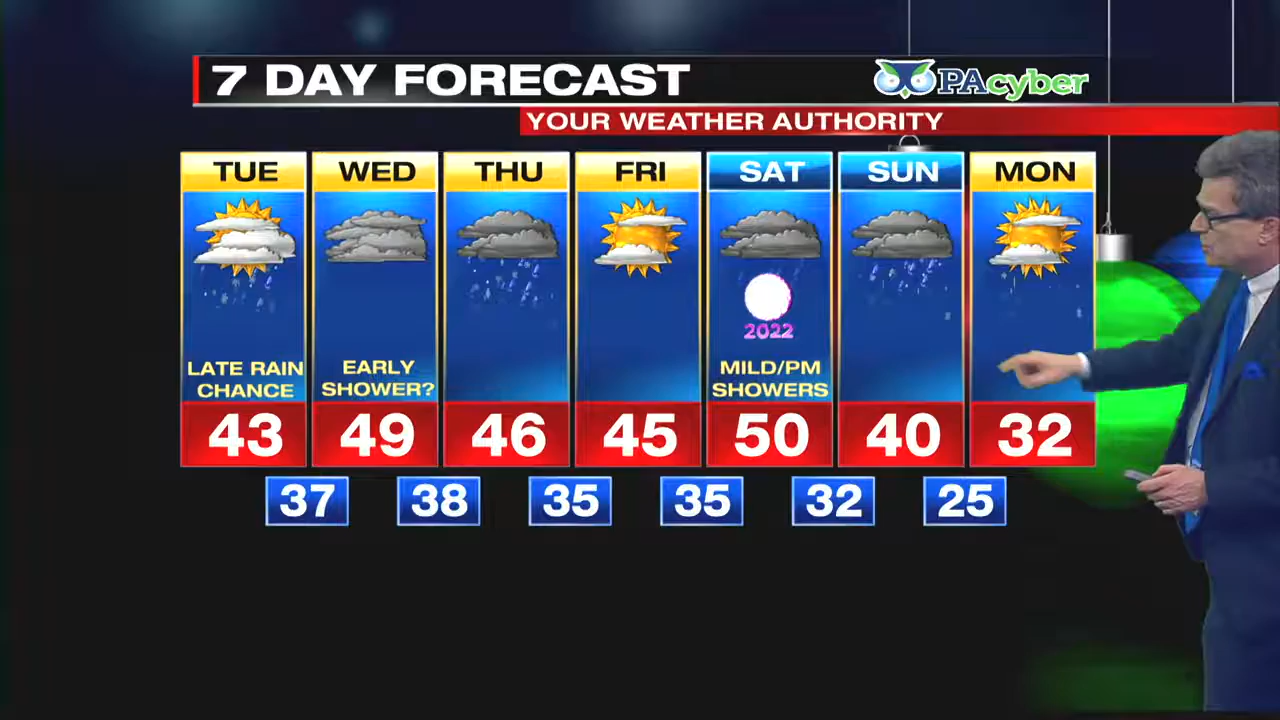 7 DAY FORECAST
PAcyber
YOUR WEATHER AUTHORITY
TUE WED THU FRI SAT SUN MON
2022
LATE RAIN CHANCE
EARLY SHOWER?
MILD/PM SHOWERS
43 49 46 45 50 40 32
37 38 35 35 32 25